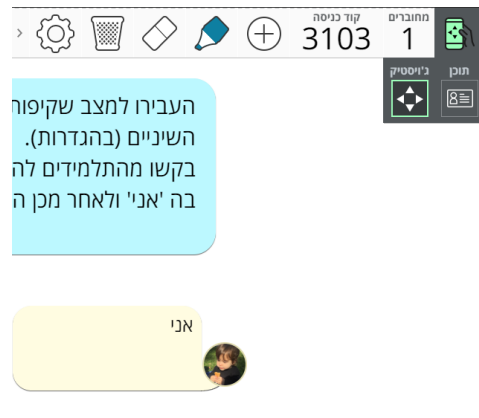 מחוברים
1
קוד כניסה
3103
תוכן
ג'ויסטיק
העבירו למצב שקיפות
השיניים (בהגדרות).
בקשו מהתלמידים לה
בה 'אני' ולאחר מכן ה
אני